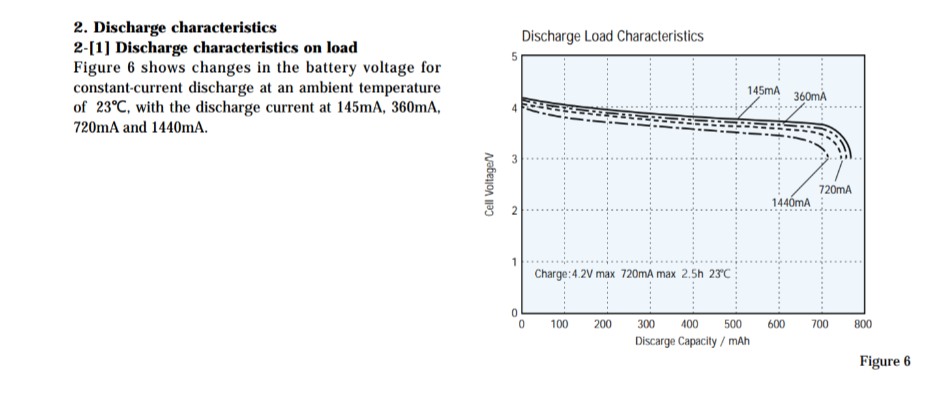 2. Discharge characteristics
2-[1] Discharge characteristics on load
Figure 6 shows changes in the battery voltage for
constant-current discharge at an ambient temperature
of 23℃, with the discharge current at 145mA, 360mA,
720mA and 1440mA.
Discharge Load Characteristics
5
4
3
2
1
0
Cell Voltage/V
145mA
360mA
720mA
1440mA
Charge:4.2V max 720mA max 2.5h 23℃
0 100 200 300 400 500 600 700 800
Discarge Capacity / mAh
Figure 6